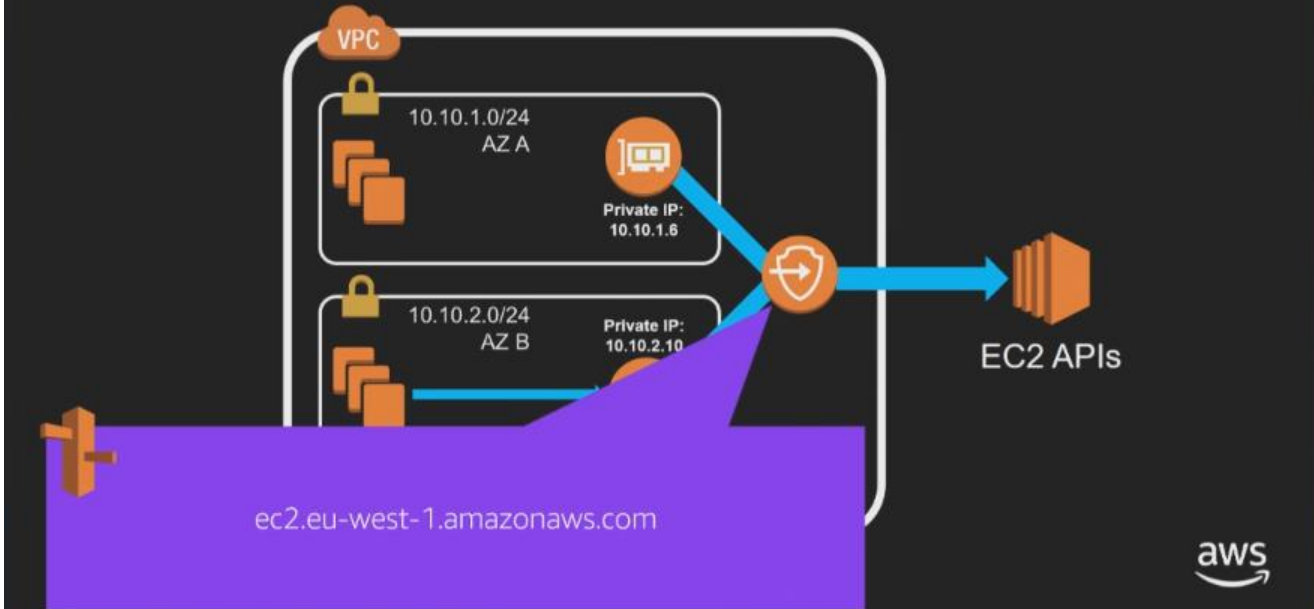 VPC
10.10.1.0/24
AZ A
Private IP:
10.10.1.6
10.10.2.0/24
AZ B
Private IP:
10.10.2.10
EC2 APIs
ec2.eu-west-1.amazonaws.com
aws